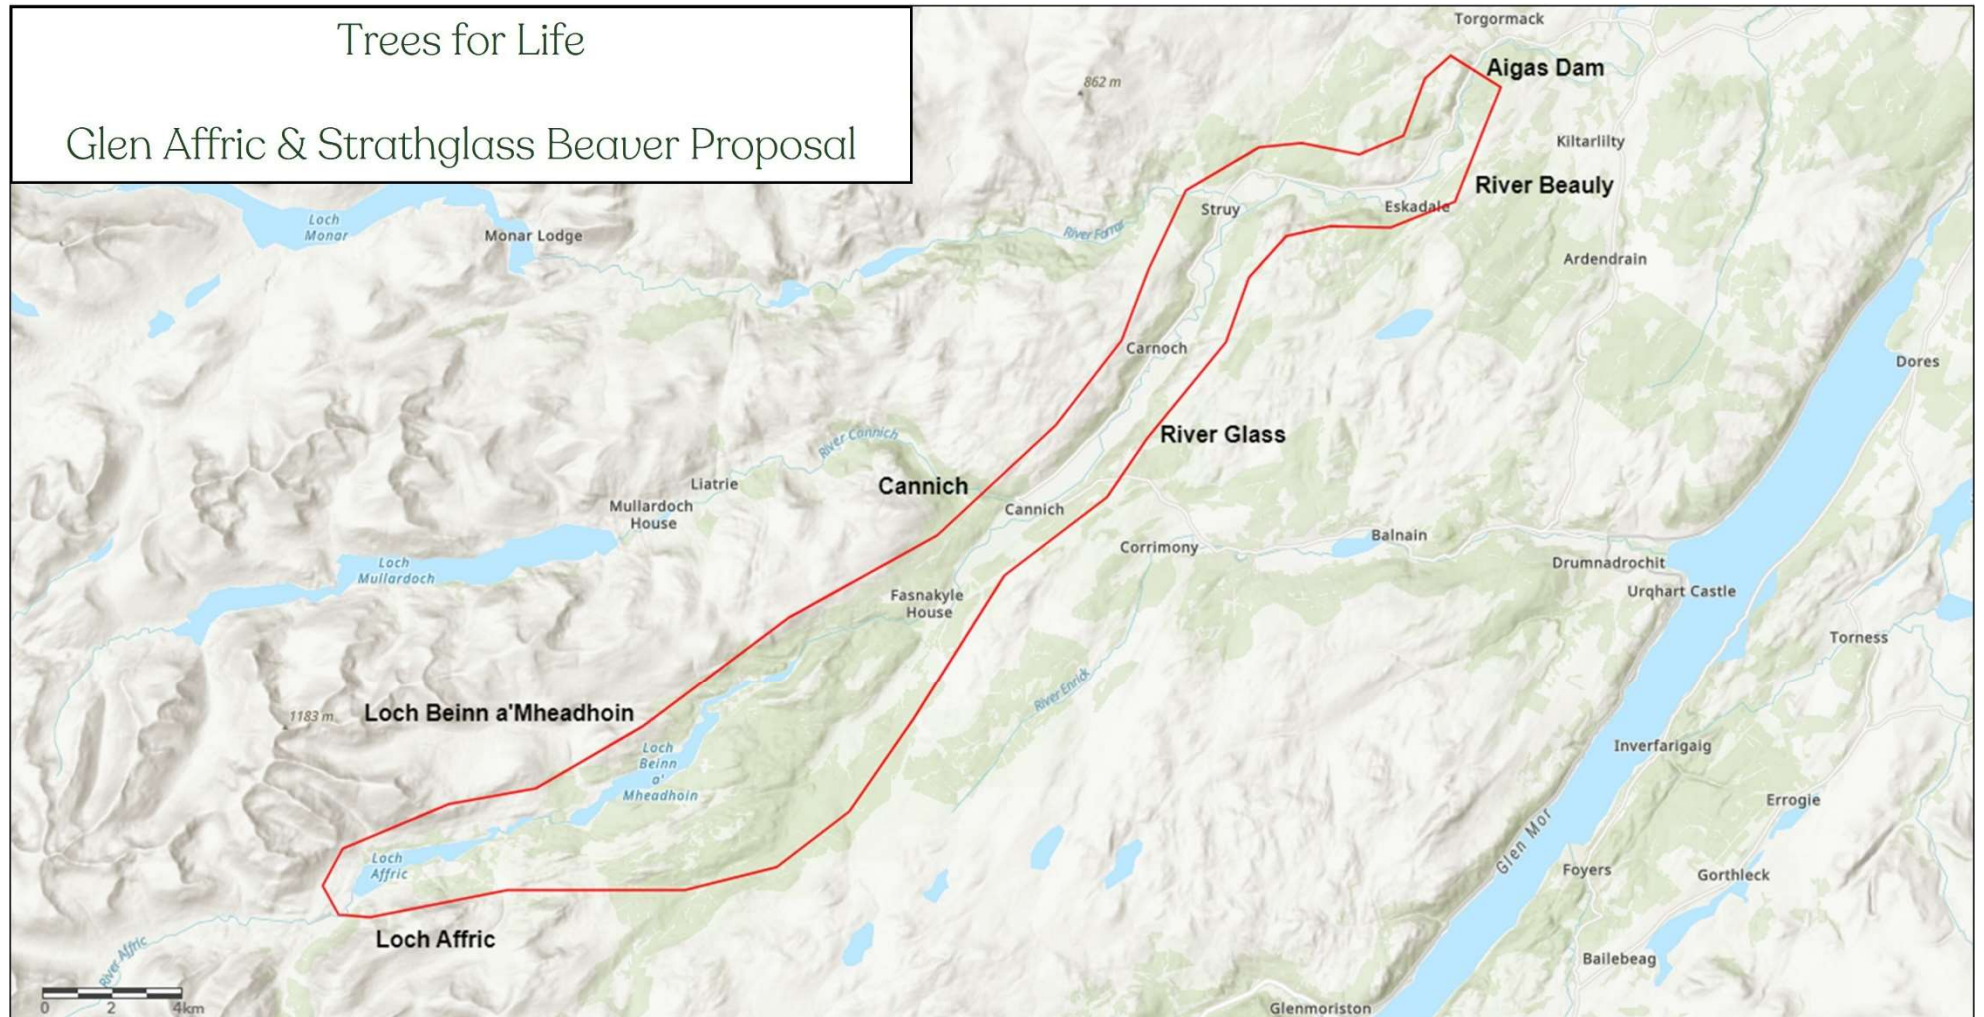 Trees for Life
Glen Affric & Strathglass Beaver Proposal
Torgormack
Aigas Dam
862 m
Kiltarlilty
River Beauly
Eskadale
Struy
Loch
Monar
Monar Lodge
River Farrar
Ardendrain
Carnoch
Dores
River Glass
River Cannich
Liatrie
Cannich
Mullardoch
House
Cannich
Corrimony
Balnain
Loch
Mullardoch
Drumnadrochit
Urqhart Castle
Fasnakyle
House
Torness
River Enrick
1183 m
Loch Beinn a'Mheadhoin
Loch
Beinn
a'
Mheadhoin
Inverfarigaig
Errogie
Glen Mor
Loch
Affric
Foyers
Gorthleck
Loch Affric
River Affric
Bailebeag
0 2 4km
Glenmoriston